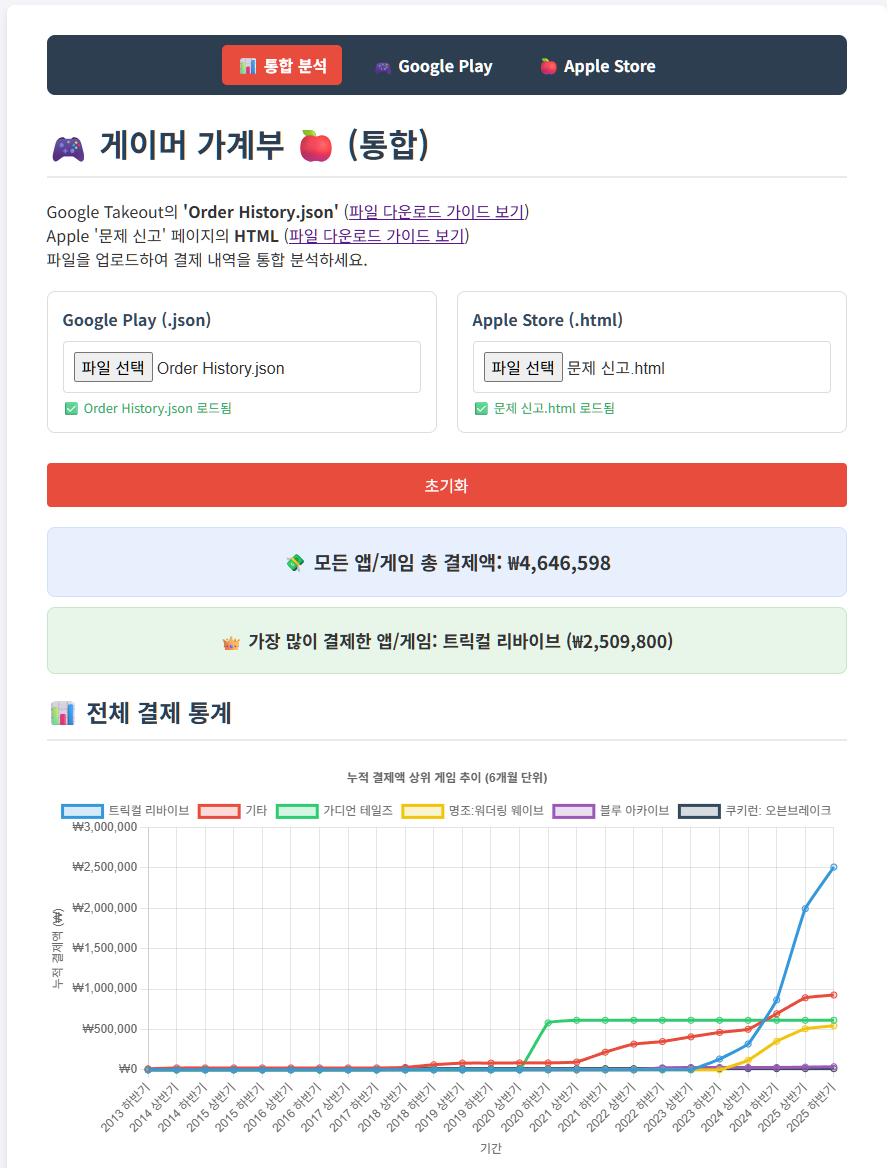 📊 통합 분석 🎮 Google Play 🍎 Apple Store
🎮 게이머 가계부 🍎 (통합)
Google Takeout의 'Order History.json' (파일 다운로드 가이드 보기)
Apple '문제 신고' 페이지의 HTML (파일 다운로드 가이드 보기)
파일을 업로드하여 결제 내역을 통합 분석하세요.
Google Play (.json)
파일 선택 Order History.json
✅ Order History.json 로드됨
Apple Store (.html)
파일 선택 문제 신고.html
✅ 문제 신고.html 로드됨
초기화
💸 모든 앱/게임 총 결제액: ₩4,646,598
👑 가장 많이 결제한 앱/게임: 트릭컬 리바이브 (₩2,509,800)
📊 전체 결제 통계
누적 결제액 상위 게임 추이 (6개월 단위)
트릭컬 리바이브 기타 가디언 테일즈 명조:워더링 웨이브 블루 아카이브 쿠키런: 오븐브레이크
누적 결제액 (₩)
₩3,000,000
₩2,500,000
₩2,000,000
₩1,500,000
₩1,000,000
₩500,000
₩0
2013 하반기
2014 상반기
2014 하반기
2015 상반기
2015 하반기
2016 상반기
2016 하반기
2017 상반기
2017 하반기
2018 상반기
2018 하반기
2019 상반기
2019 하반기
2020 상반기
2020 하반기
2021 상반기
2021 하반기
2022 상반기
2022 하반기
2023 상반기
2023 하반기
2024 상반기
2024 하반기
2025 상반기
2025 하반기
기간